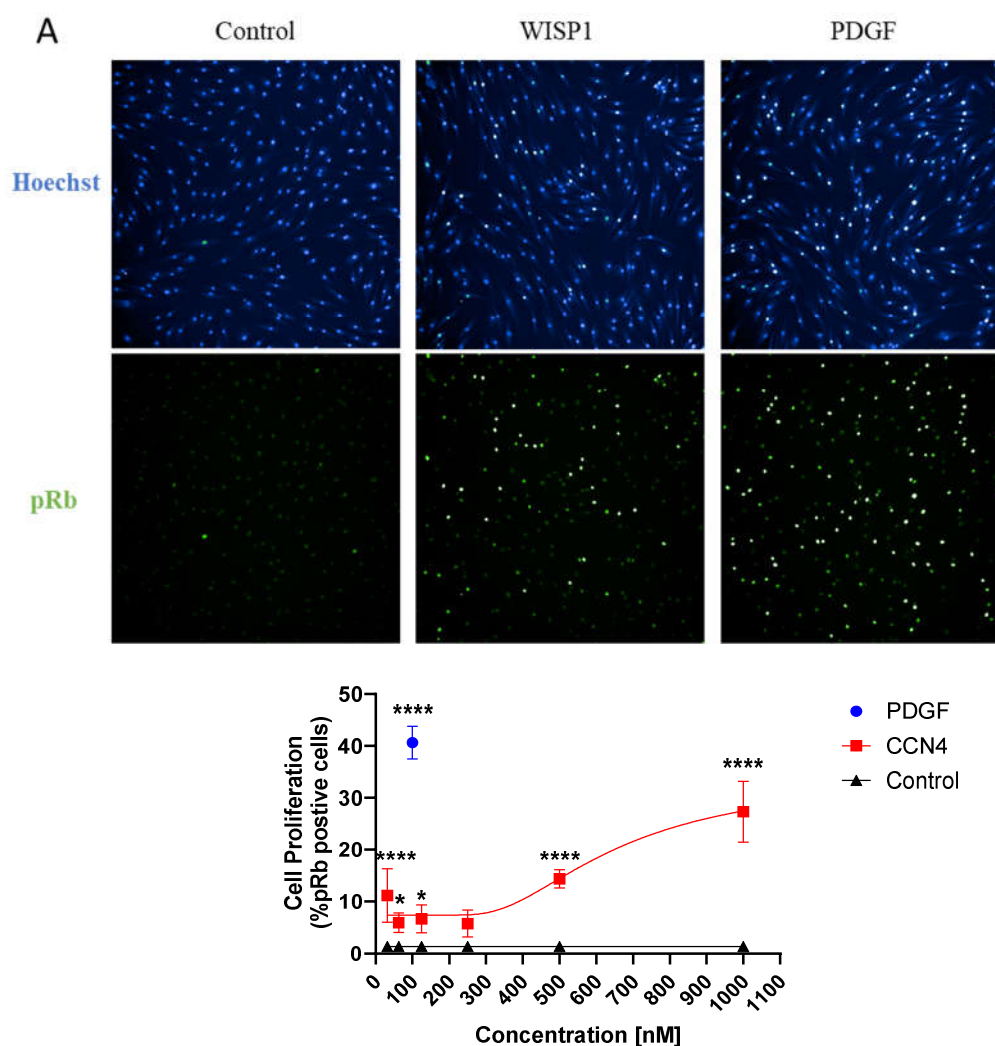 A
Control
WISP1
PDGF
Hoechst
pRb
50
40
30
20
10
0
Cell Proliferation
(%pRb postive cells)
****
****
*
*
****
****
0
100
200
300
400
500
600
700
800
900
1000
1100
Concentration [nM]
PDGF
CCN4
Control